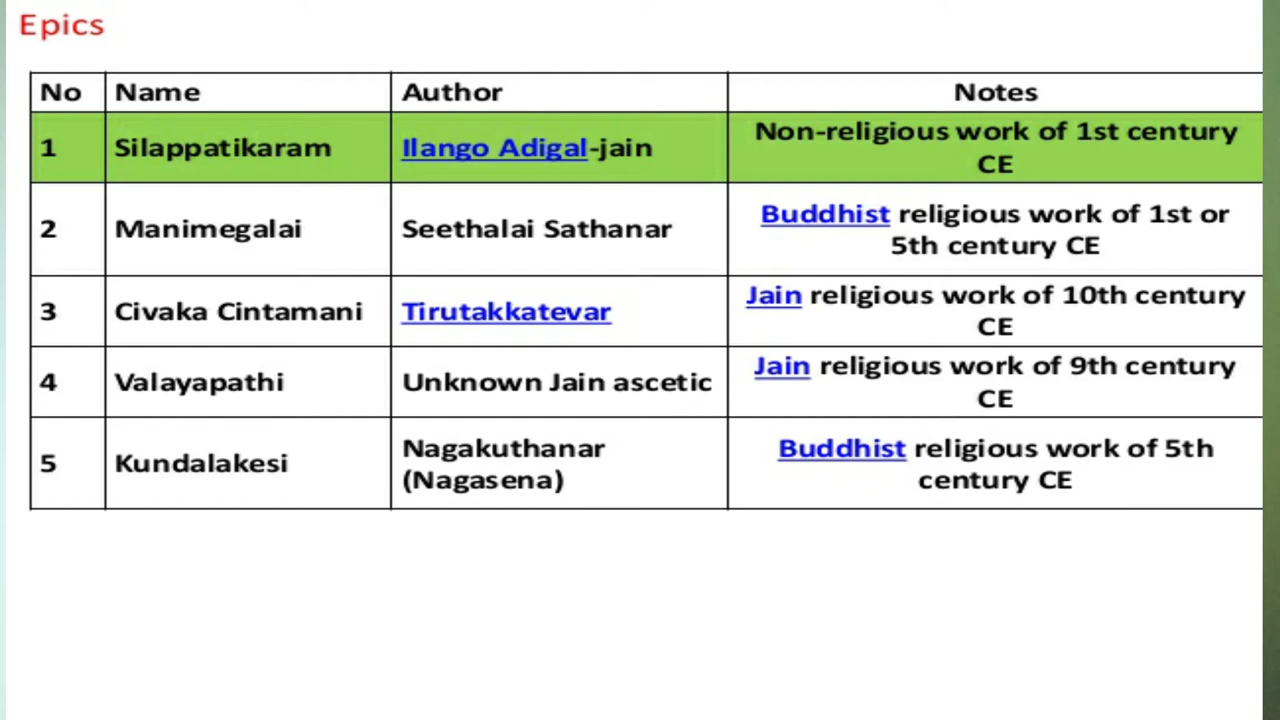 Epics
No Name Author Notes
1 Silappatikaram Ilango Adigal-jain Non-religious work of 1st century
CE
2 Manimegalai Seethalai Sathanar Buddhist religious work of 1st or
5th century CE
3 Civaka Cintamani Tirutakkatevar Jain religious work of 10th century
CE
4 Valayapathi Unknown Jain ascetic Jain religious work of 9th century
CE
5 Kundalakesi Nagakuthanar
(Nagasena) Buddhist religious work of 5th
century CE